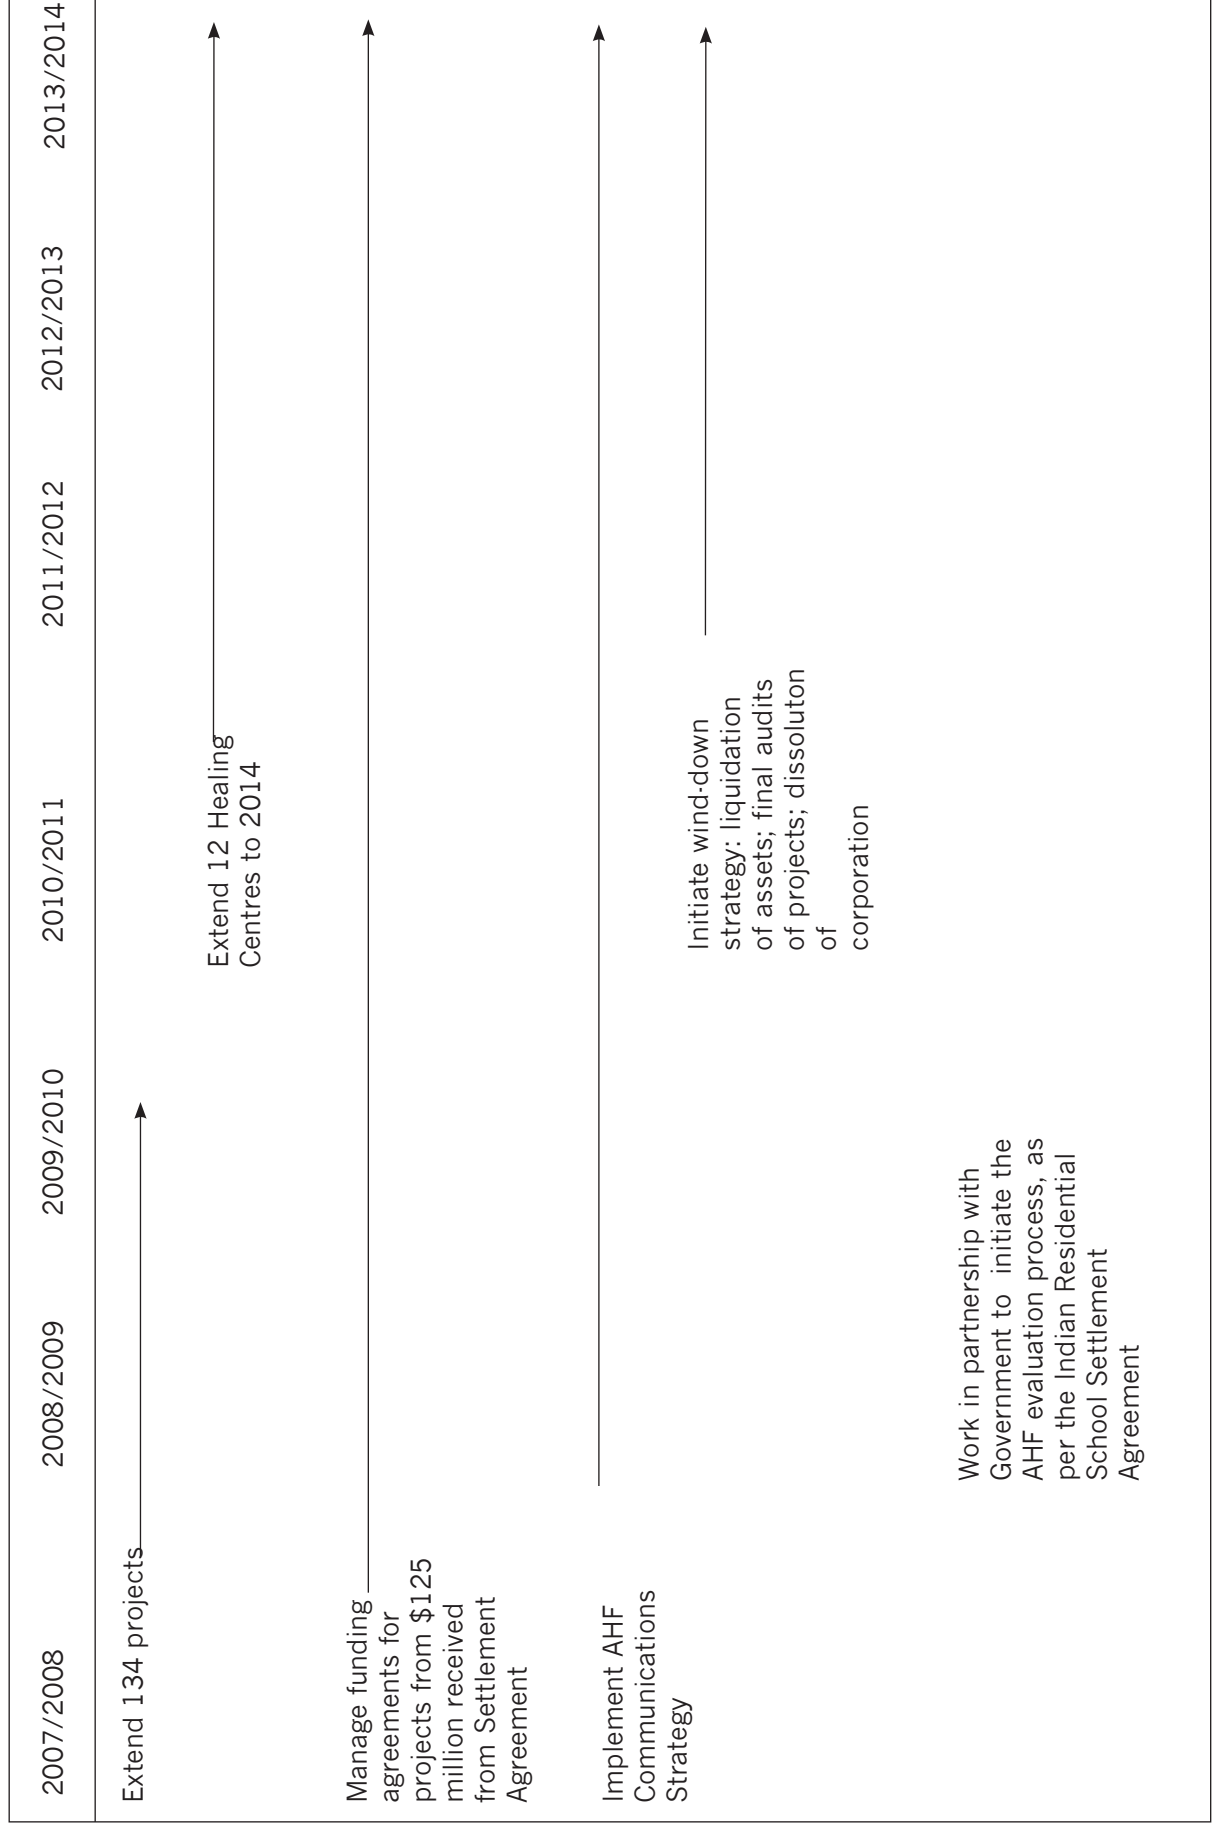 2007/2008 2008/2009 2009/2010 2010/2011 2011/2012 2012/2013 2013/2014
Extend 134 projects
Extend 12 Healing
Centres to 2014
Manage funding
agreements for
projects from $125
million received
from Settlement
Agreement
Implement AHF
Communications
Strategy
Initiate wind-down
strategy: liquidation
of assets; final audits
of projects; dissoluton
of
corporation
Work in partnership with
Government to initiate the
AHF evaluation process, as
per the Indian Residential
School Settlement
Agreement